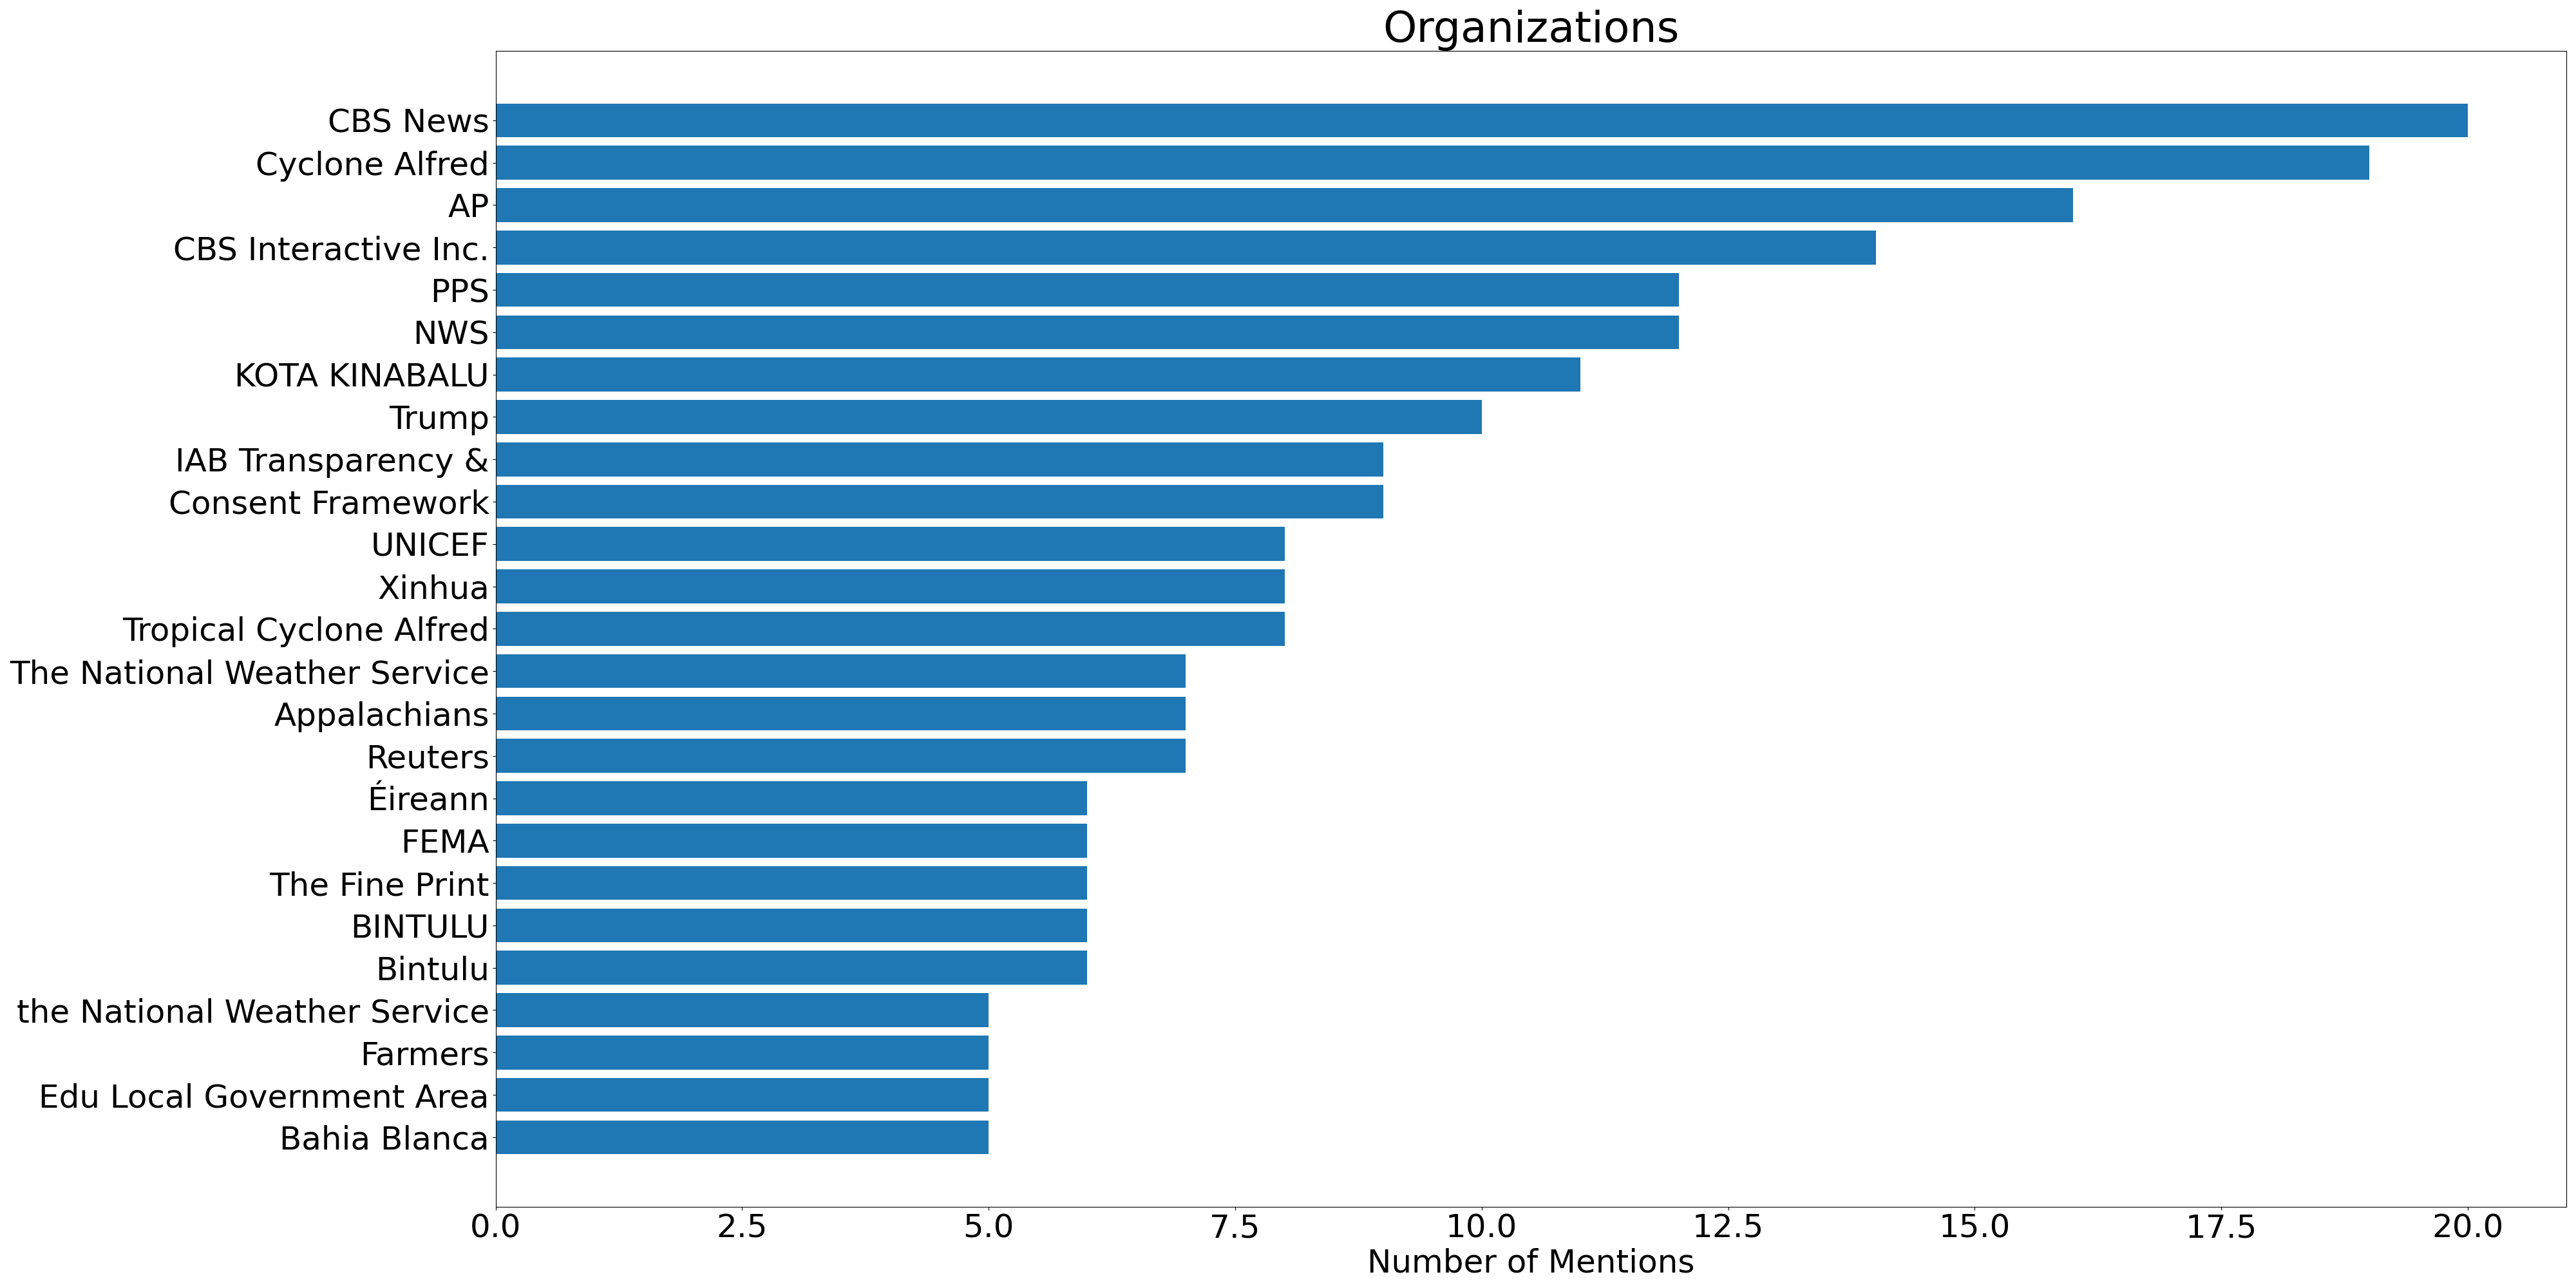 Organizations
CBS News
Cyclone Alfred
AP
CBS Interactive Inc.
PPS
NWS
KOTA KINABALU
Trump
IAB Transparency &
Consent Framework
UNICEF
Xinhua
Tropical Cyclone Alfred
The National Weather Service
Appalachians
Reuters
Éireann
FEMA
The Fine Print
BINTULU
Bintulu
the National Weather Service
Farmers
Edu Local Government Area
Bahia Blanca
0.0 2.5 5.0 7.5 10.0 12.5 15.0 17.5 20.0
Number of Mentions